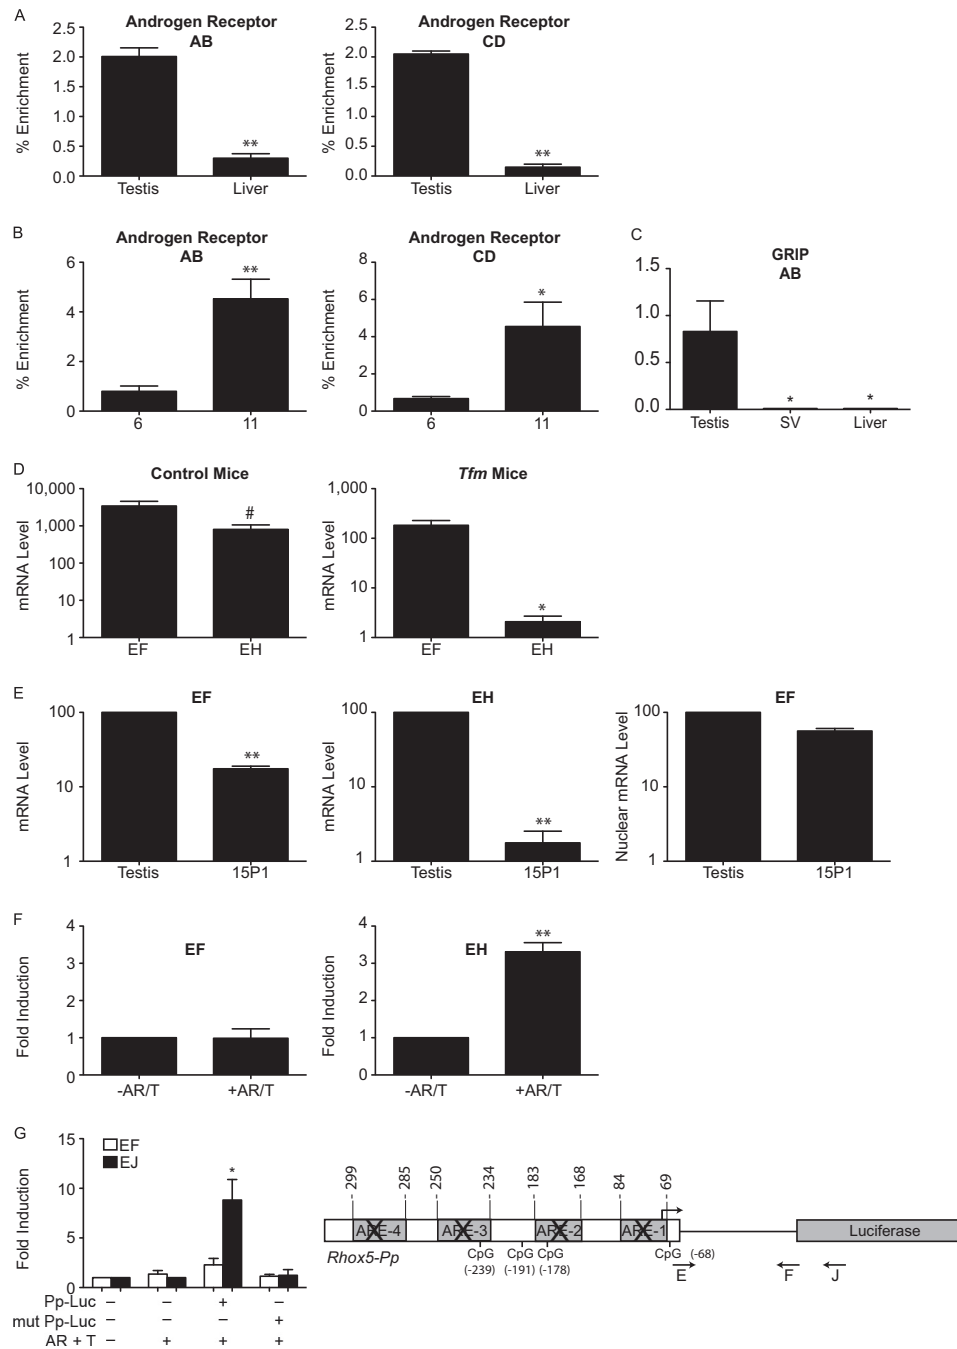 A
Androgen Receptor
AB
% Enrichment
2.5
2.0
1.5
1.0
0.5
0.0
**
Testis
Liver
Androgen Receptor
CD
% Enrichment
2.5
2.0
1.5
1.0
0.5
0.0
**
Testis
Liver
B
Androgen Receptor
AB
% Enrichment
6
4
2
0
**
6
11
Androgen Receptor
CD
% Enrichment
8
6
4
2
0
*
6
11
C
GRIP
AB
% Enrichment
1.5
1.0
0.5
0.0
*
*
Testis
SV
Liver
D
Control Mice
mRNA Level
10,000
1,000
100
10
1
#
EF
EH
Tfm Mice
mRNA Level
1,000
100
10
1
*
EF
EH
E
EF
mRNA Level
100
10
1
**
Testis
15P1
EH
mRNA Level
100
10
1
**
Testis
15P1
EF
Nuclear mRNA Level
100
10
1
Testis
15P1
F
EF
Fold Induction
4
3
2
1
0
-AR/T
+AR/T
EH
Fold Induction
4
3
2
1
0
**
-AR/T
+AR/T
G
EF
EJ
Fold Induction
15
10
5
0
*
Pp-Luc – – + –
mut Pp-Luc – – – +
AR + T – + + +
299
285
250
234
183
168
84
69
ARE-4
ARE-3
ARE-2
ARE-1
Luciferase
Rhox5-Pp
CpG
(-239)
CpG
(-191)
CpG
(-178)
CpG (-68)
E
F
J